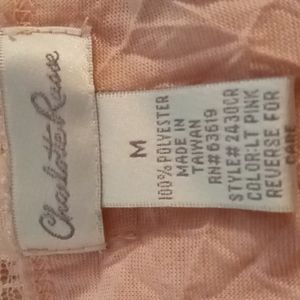 Charlotte Russe
M
100% POLYESTER
MADE IN
TAIWAN
RN# 63619
STYLE# 2430CR
COLOR: LT PINK
REVERSE FOR
CARE